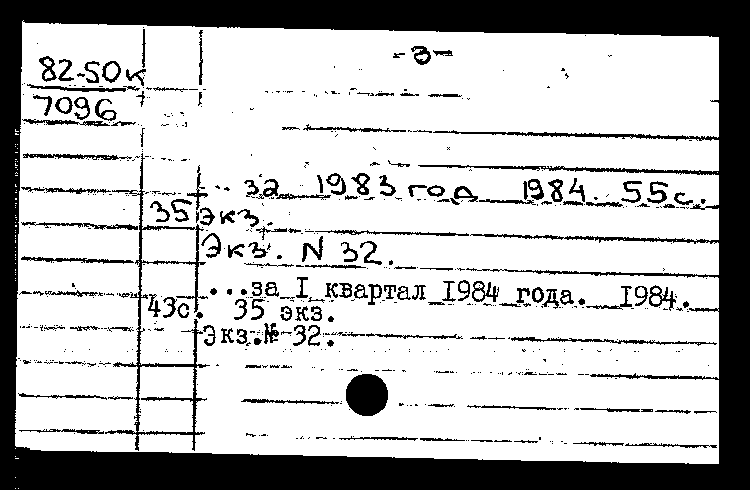 -3-
82-50к
7096
...за 1983 год 1984. 55с.
35 экз.
Экз. N 32.
...за I квартал 1984 года. 1984.
43с. 35 экз.
Экз.№ 32.